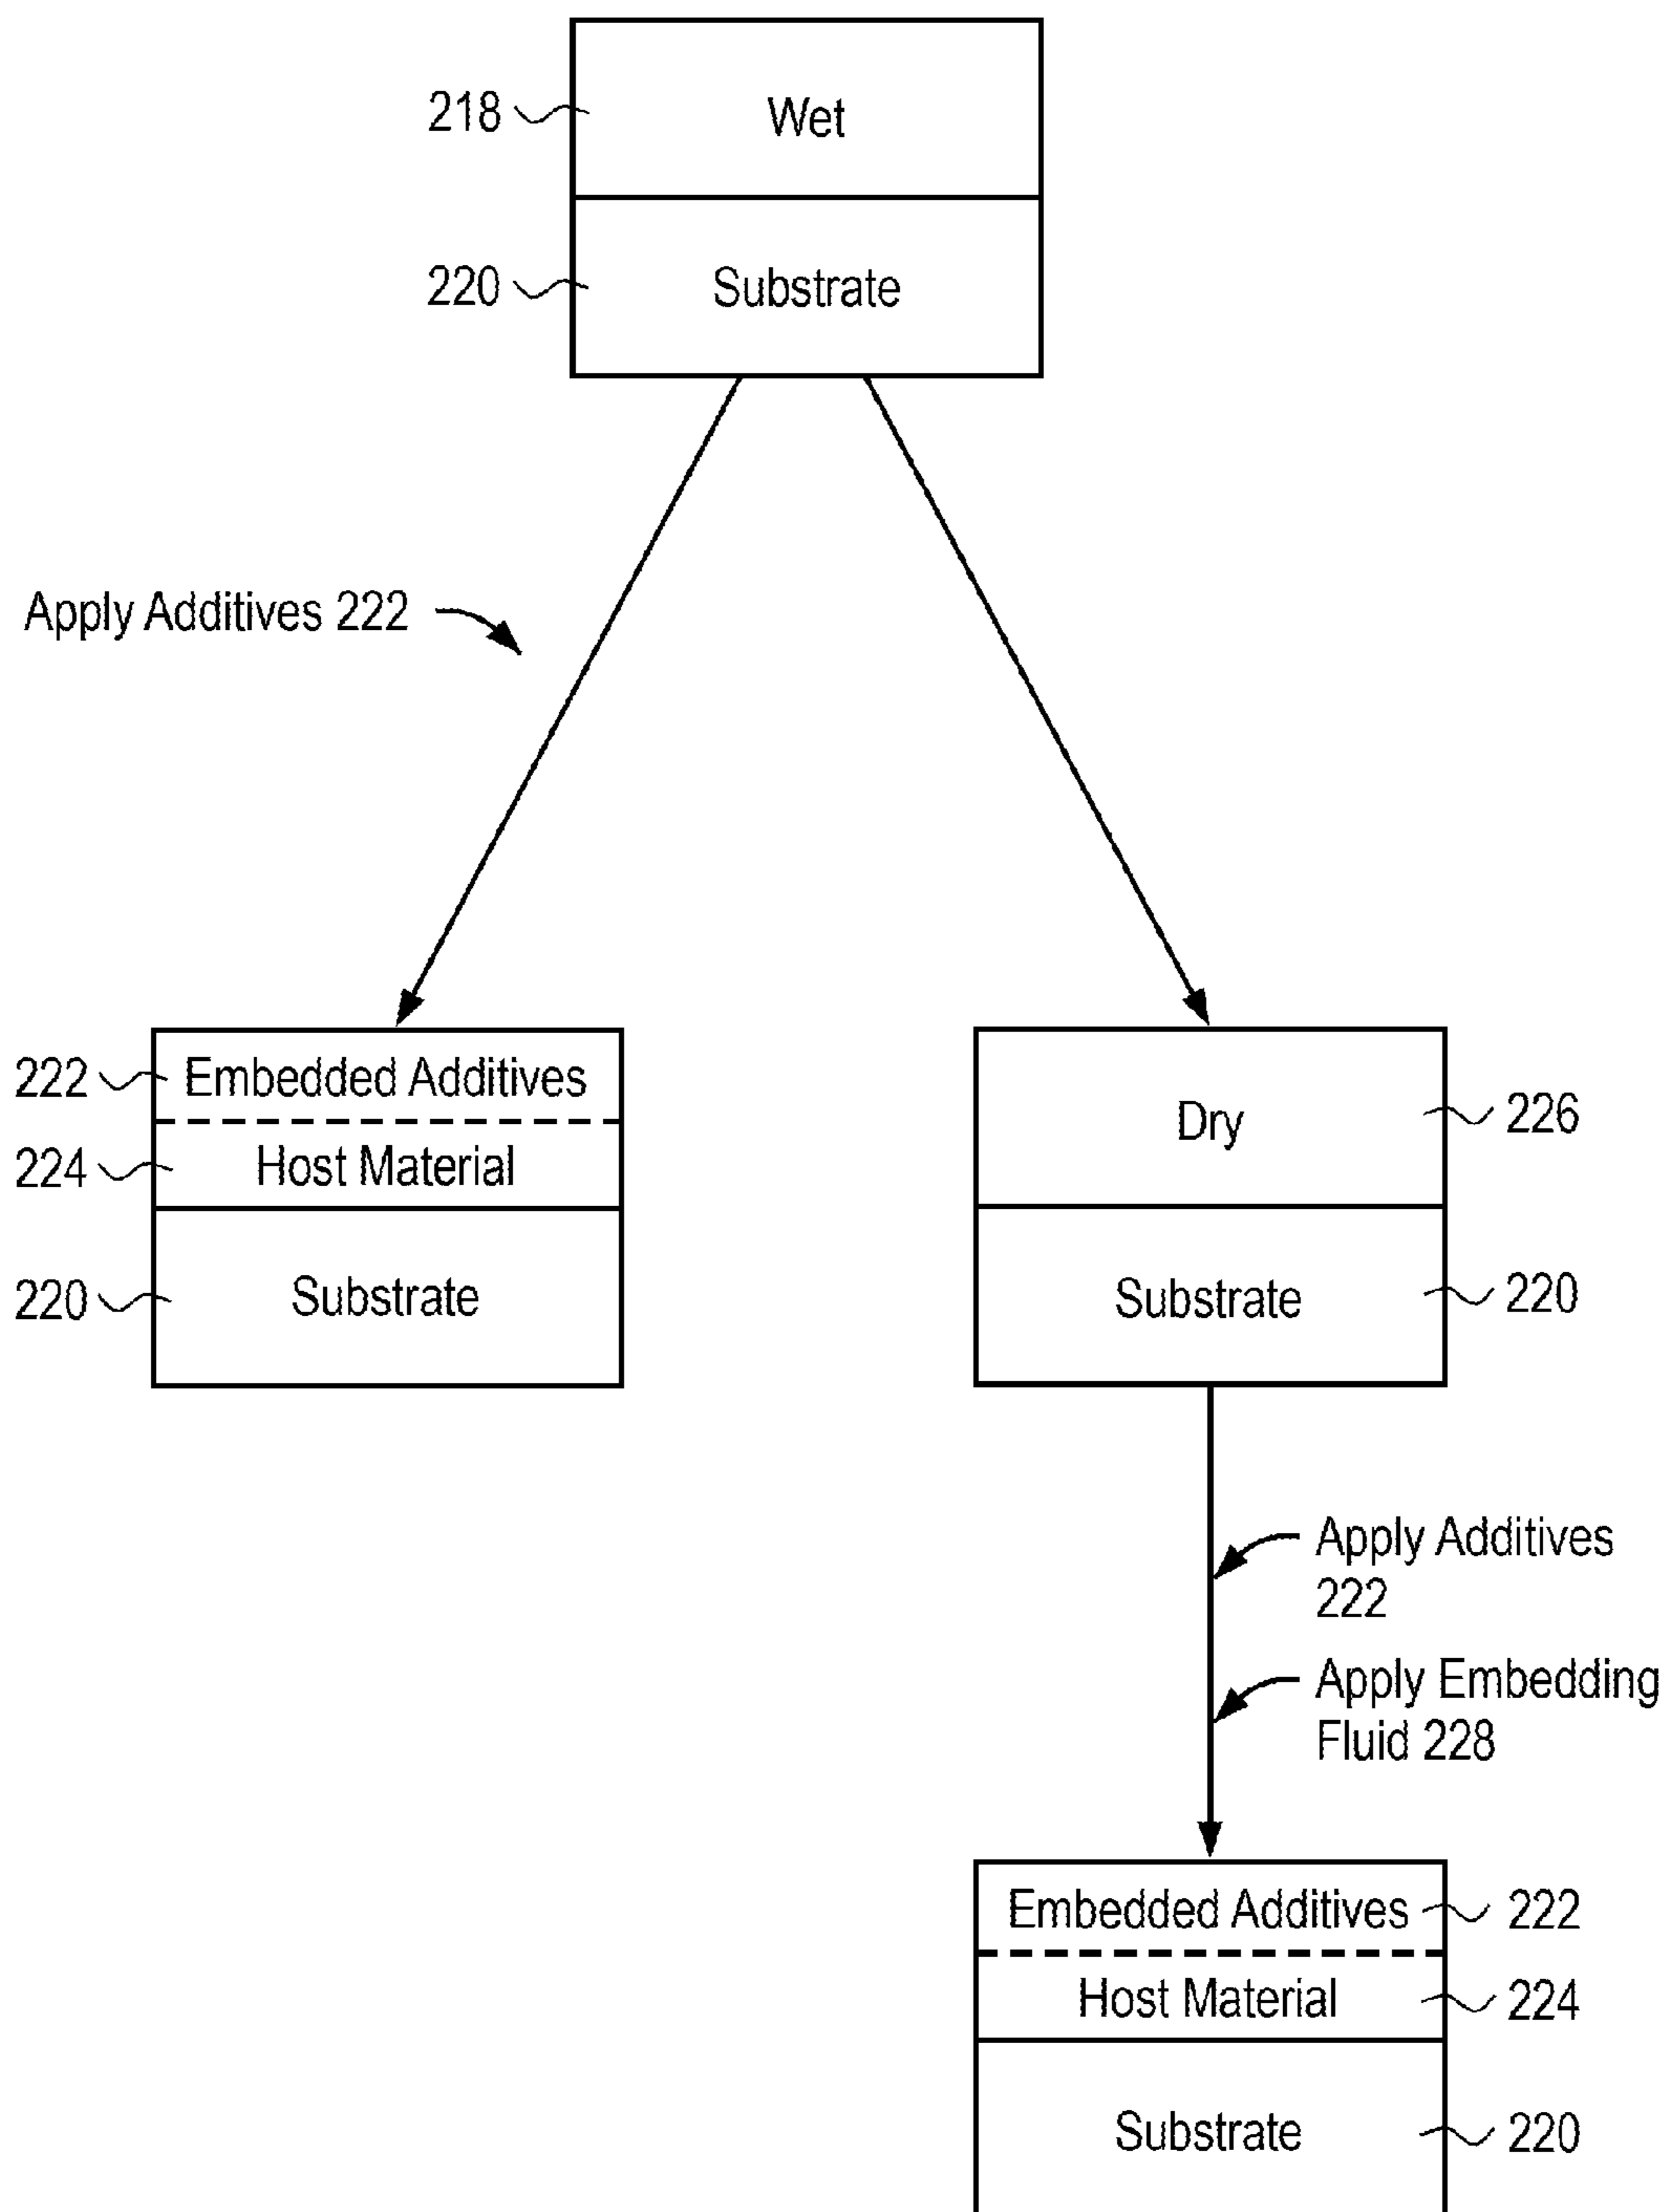 218
Wet
220
Substrate
Apply Additives 222
222
Embedded Additives
224
Host Material
220
Substrate
Dry
226
Substrate
220
Apply Additives
222
Apply Embedding
Fluid 228
Embedded Additives
222
Host Material
224
Substrate
220